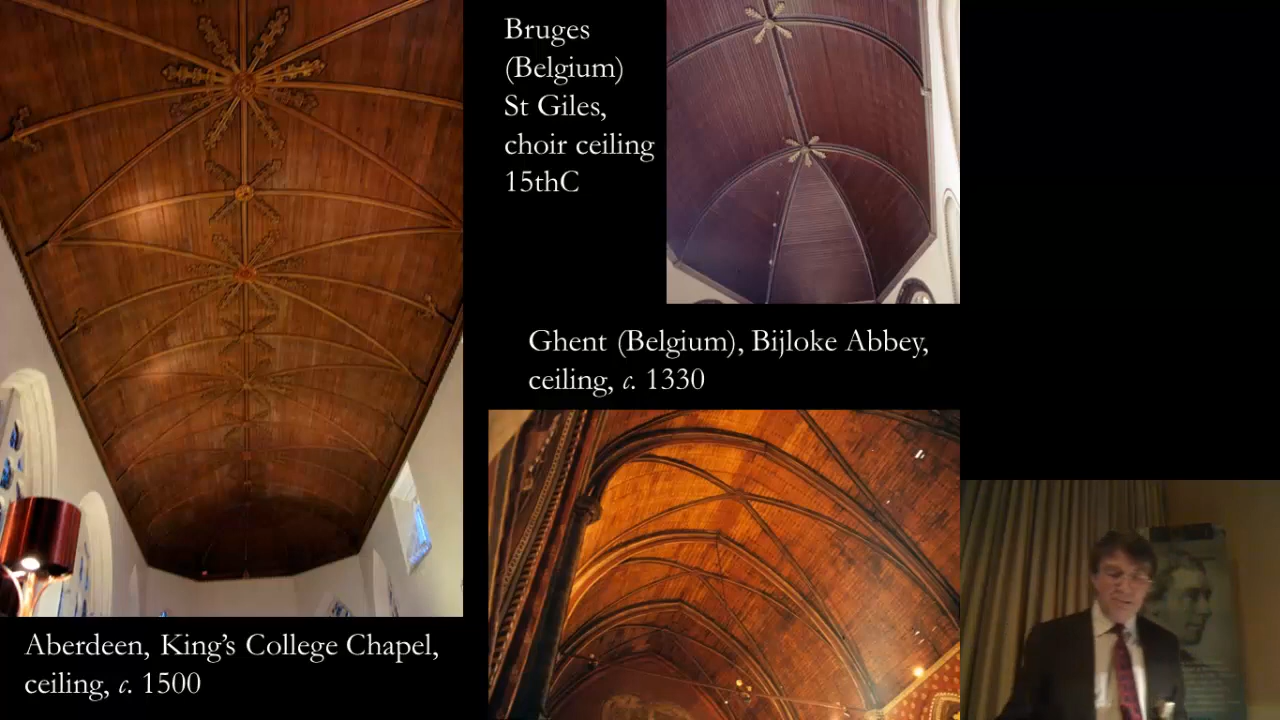 Bruges
(Belgium)
St Giles,
choir ceiling
15thC
Ghent (Belgium), Bijloke Abbey,
ceiling, c. 1330
Aberdeen, King's College Chapel,
ceiling, c. 1500